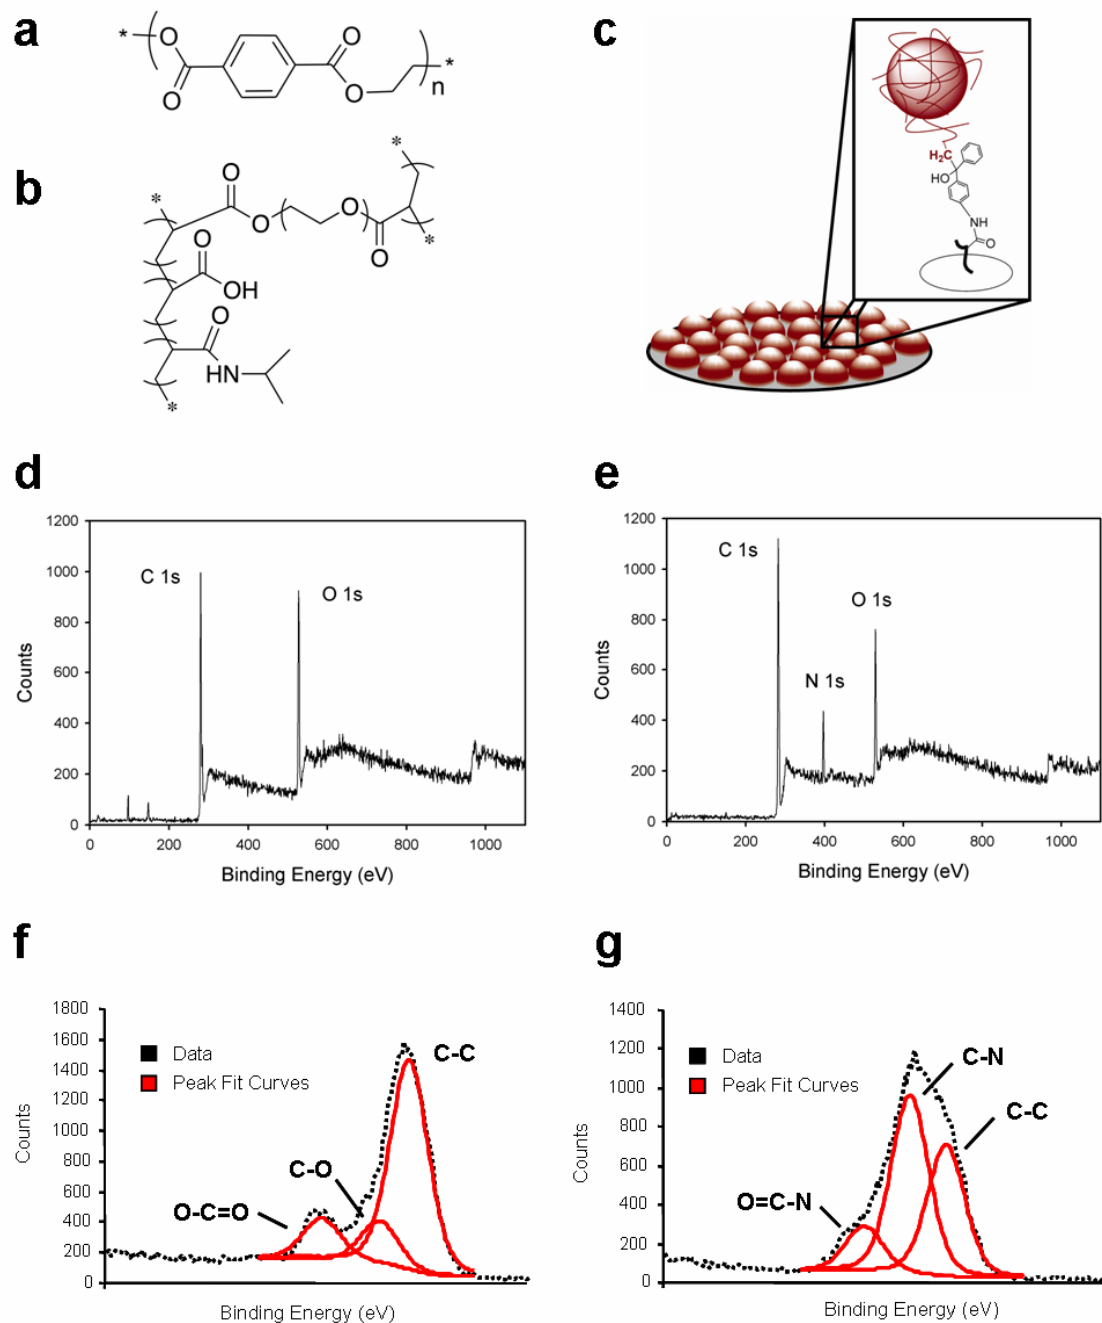 a
*
O
O
O
O
n
*
b
*
O
O
O
O
*
*
O
OH
O
HN
*
c
H₂C
HO
NH
O
d
1200
1000
800
600
400
200
0
Counts
C 1s
O 1s
0 200 400 600 800 1000
Binding Energy (eV)
e
1200
1000
800
600
400
200
0
Counts
C 1s
N 1s
O 1s
0 200 400 600 800 1000
Binding Energy (eV)
f
1800
1600
1400
1200
1000
800
600
400
200
0
Counts
Data
Peak Fit Curves
C-C
C-O
O-C=O
Binding Energy (eV)
g
1400
1200
1000
800
600
400
200
0
Counts
Data
Peak Fit Curves
C-N
C-C
O=C-N
Binding Energy (eV)